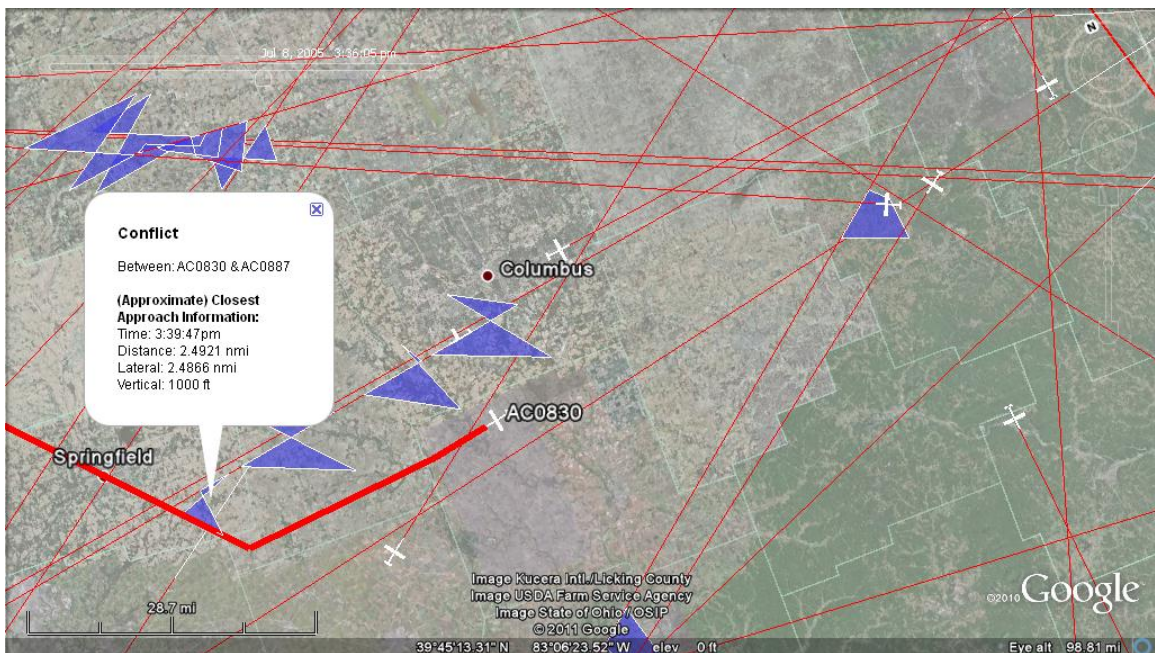 Jul 8, 2005 3:36:05 pm
N
Conflict
Between: AC0830 & AC0887
(Approximate) Closest
Approach Information:
Time: 3:39:47pm
Distance: 2.4921 nmi
Lateral: 2.4866 nmi
Vertical: 1000 ft
Columbus
AC0830
Springfield
28.7 mi
Image Kucera Intl./Licking County
Image USDA Farm Service Agency
Image State of Ohio / OSIP
© 2011 Google
©2010 Google
39°45'13.31" N 83°06'23.52" W elev 0 ft Eye alt 98.81 mi